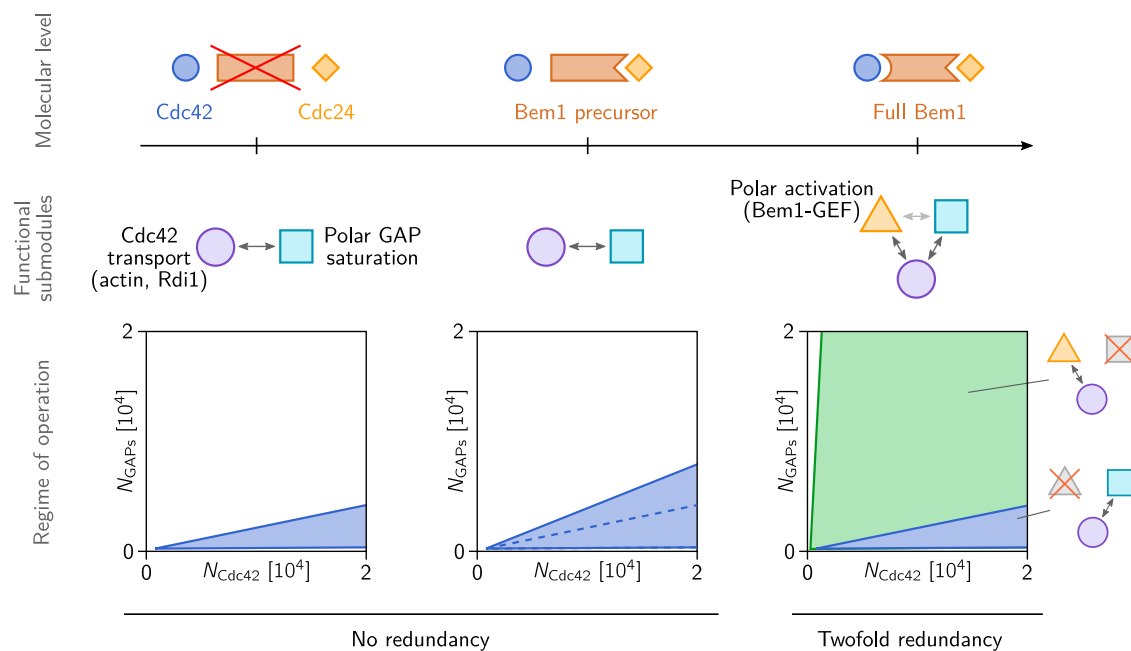 Molecular level
Cdc42
Cdc24
Bem1 precursor
Full Bem1
Functional
submodules
Cdc42
transport
(actin, Rdi1)
Polar GAP
saturation
Polar activation
(Bem1-GEF)
Regime of operation
2
0
N_GAPs [10^4]
0
N_Cdc42 [10^4]
2
2
0
N_GAPs [10^4]
0
N_Cdc42 [10^4]
2
2
0
N_GAPs [10^4]
0
N_Cdc42 [10^4]
2
No redundancy
Twofold redundancy